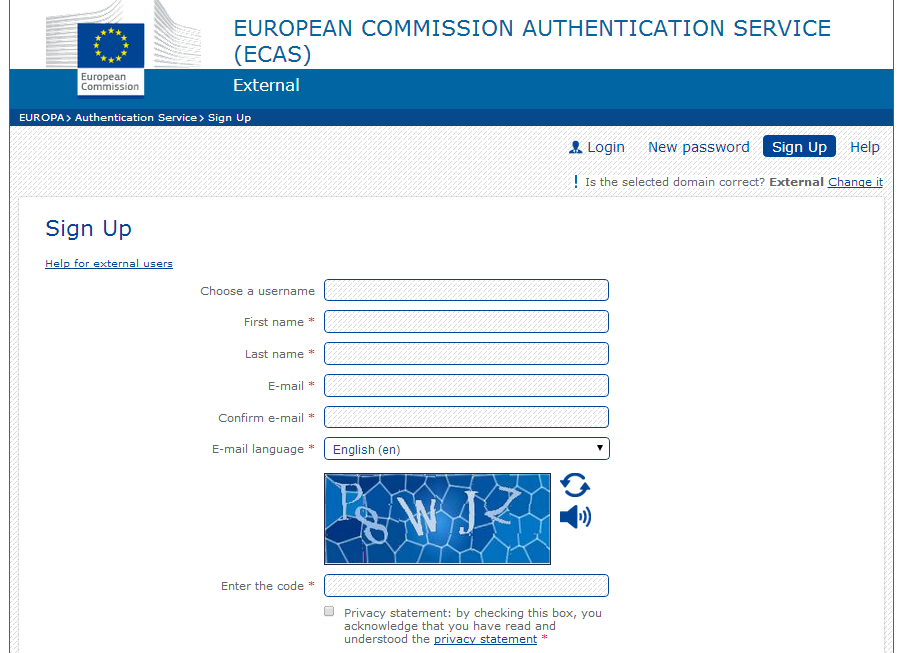 EUROPEAN COMMISSION AUTHENTICATION SERVICE
(ECAS)
European
Commission
External
EUROPA > Authentication Service > Sign Up
Login New password Sign Up Help
! Is the selected domain correct? External Change it
Sign Up
Help for external users
Choose a username
First name *
Last name *
E-mail *
Confirm e-mail *
E-mail language * English (en)
P8WJZ
Enter the code *
Privacy statement: by checking this box, you
acknowledge that you have read and
understood the privacy statement *